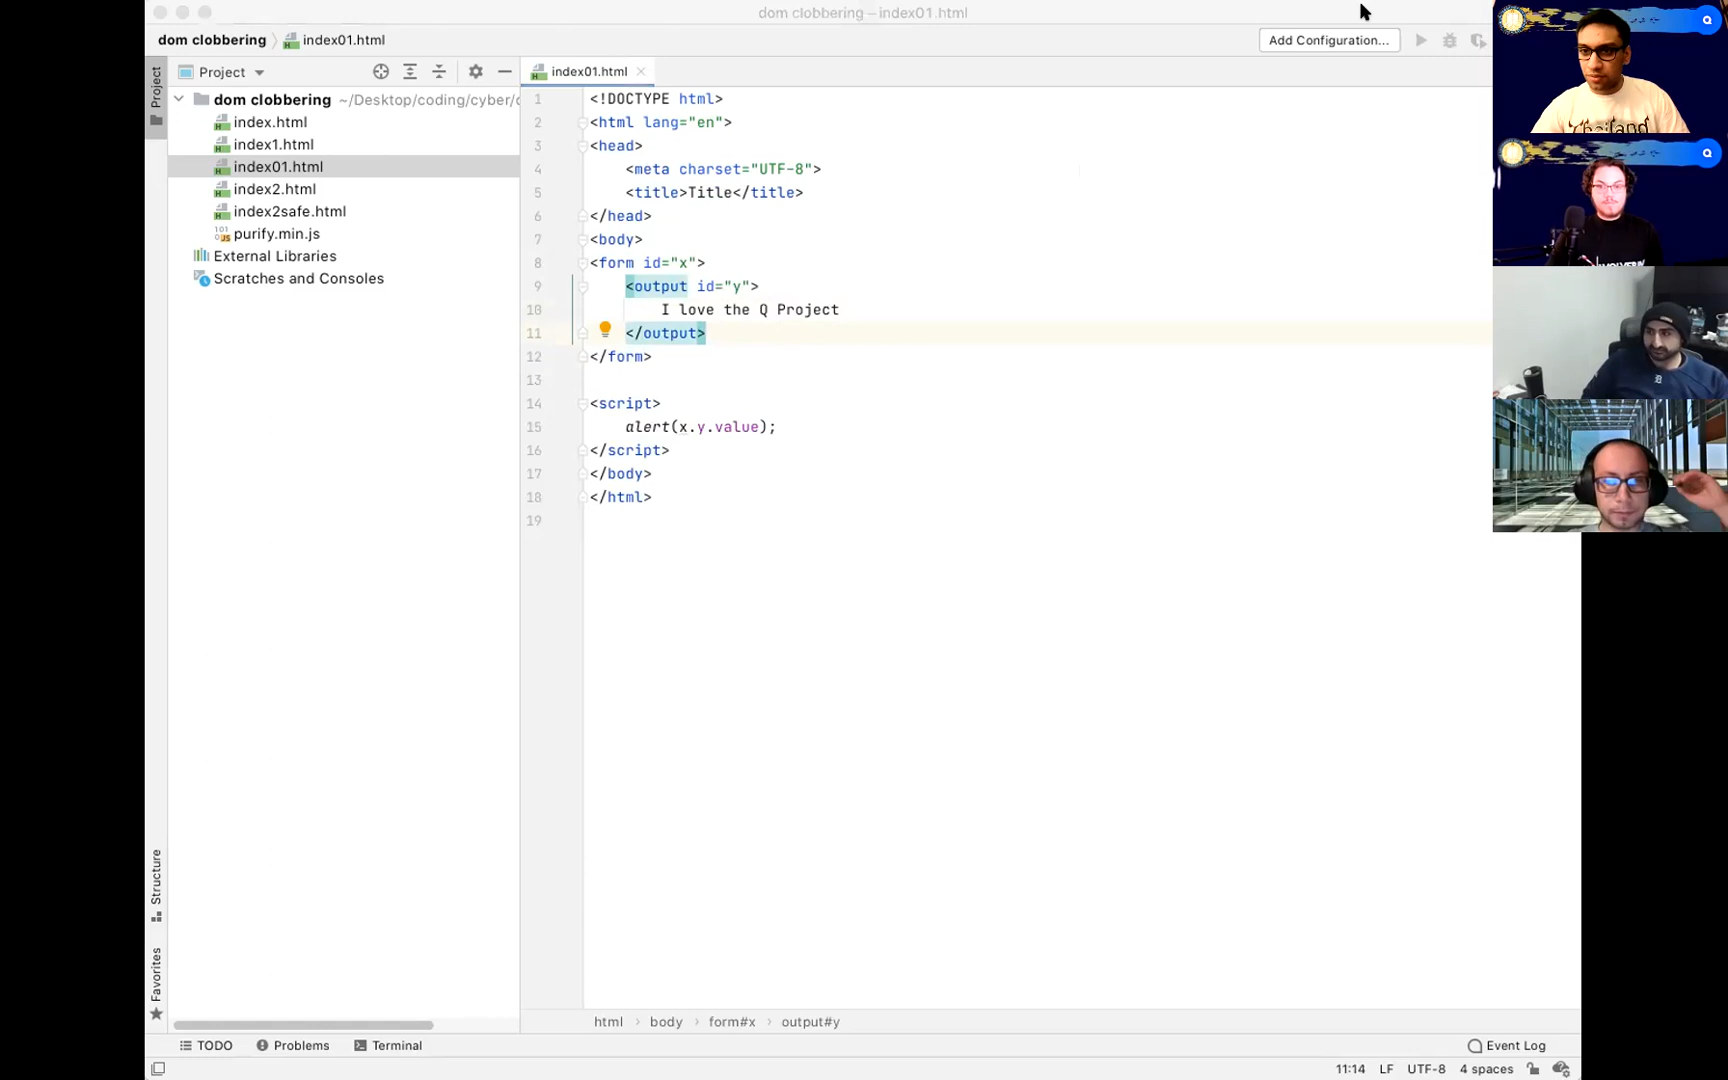 dom clobbering – index01.html
dom clobbering
index01.html
Add Configuration...
Project
Project
index01.html
dom clobbering ~/Desktop/coding/cyber/
index.html
index1.html
index01.html
index2.html
index2safe.html
purify.min.js
External Libraries
Scratches and Consoles
1 <!DOCTYPE html>
2 <html lang="en">
3 <head>
4 <meta charset="UTF-8">
5 <title>Title</title>
6 </head>
7 <body>
8 <form id="x">
9 <output id="y">
10 I love the Q Project
11 </output>
12 </form>
13
14 <script>
15 alert(x.y.value);
16 </script>
17 </body>
18 </html>
19
Structure
Favorites
html
body
form#x
output#y
TODO
Problems
Terminal
Event Log
11:14
LF
UTF-8
4 spaces
Q
Thailand
Q